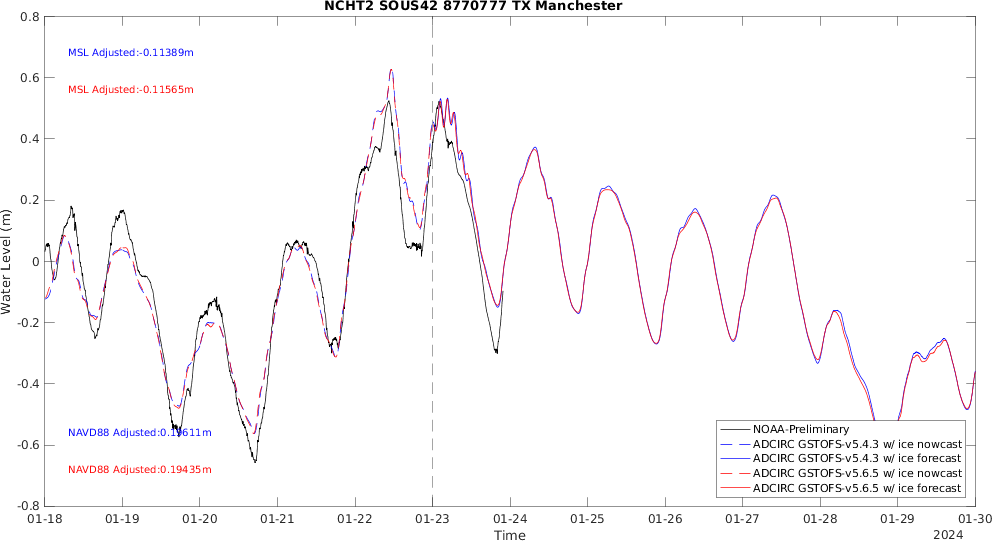 NCHT2 SOUS42 8770777 TX Manchester
MSL Adjusted:-0.11389m
MSL Adjusted:-0.11565m
NAVD88 Adjusted:0.19611m
NAVD88 Adjusted:0.19435m
Water Level (m)
0.8
0.6
0.4
0.2
0
-0.2
-0.4
-0.6
-0.8
NOAA-Preliminary
ADCIRC GSTOFS-v5.4.3 w/ ice nowcast
ADCIRC GSTOFS-v5.4.3 w/ ice forecast
ADCIRC GSTOFS-v5.6.5 w/ ice nowcast
ADCIRC GSTOFS-v5.6.5 w/ ice forecast
01-18 01-19 01-20 01-21 01-22 01-23 01-24 01-25 01-26 01-27 01-28 01-29 01-30
Time
2024